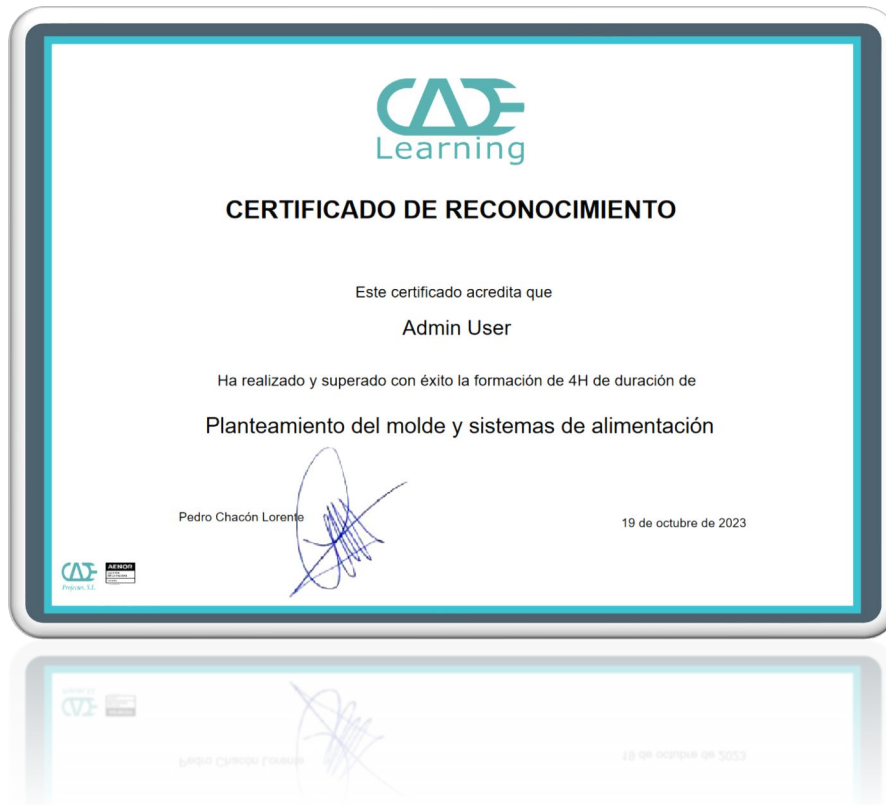 CADE
Learning
CERTIFICADO DE RECONOCIMIENTO
Este certificado acredita que
Admin User
Ha realizado y superado con éxito la formación de 4H de duración de
Planteamiento del molde y sistemas de alimentación
Pedro Chacón Lorente
19 de octubre de 2023
CADE
Proyectos, S.L.
AENOR